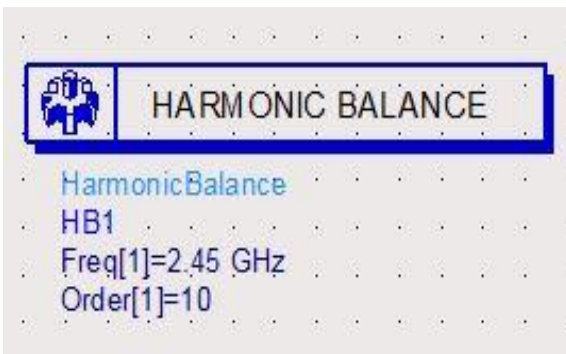 HARMONIC BALANCE
HarmonicBalance
HB1
Freq[1]=2.45 GHz
Order[1]=10